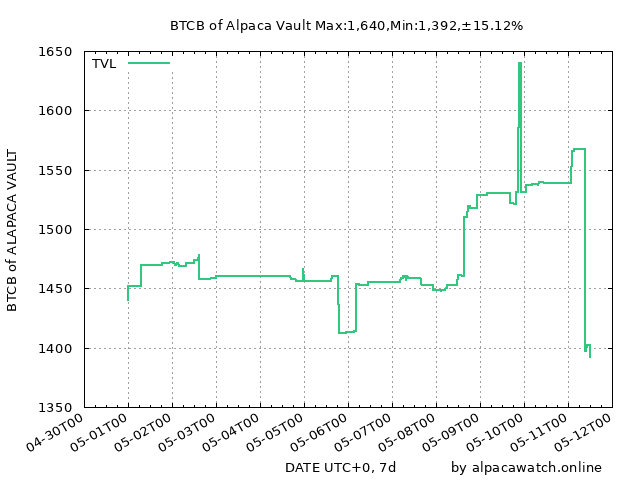 BTCB of Alpaca Vault Max:1,640,Min:1,392,±15.12%
TVL
BTCB of ALAPACA VAULT
1650
1600
1550
1500
1450
1400
1350
04-30T00
05-01T00
05-02T00
05-03T00
05-04T00
05-05T00
05-06T00
05-07T00
05-08T00
05-09T00
05-10T00
05-11T00
05-12T00
DATE UTC+0, 7d
by alpacawatch.online